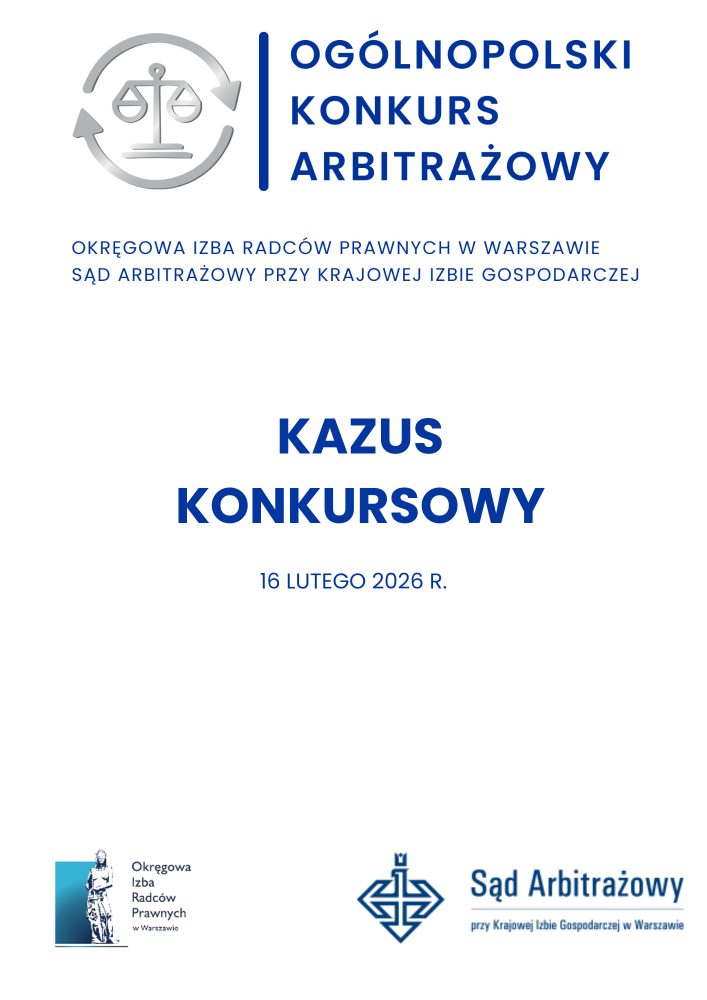 OGÓLNOPOLSKI
KONKURS
ARBITRAŻOWY
OKRĘGOWA IZBA RADCÓW PRAWNYCH W WARSZAWIE
SĄD ARBITRAŻOWY PRZY KRAJOWEJ IZBIE GOSPODARCZEJ
KAZUS
KONKURSOWY
16 LUTEGO 2026 R.
Okręgowa
Izba
Radców
Prawnych
w Warszawie
Sąd Arbitrażowy
przy Krajowej Izbie Gospodarczej w Warszawie